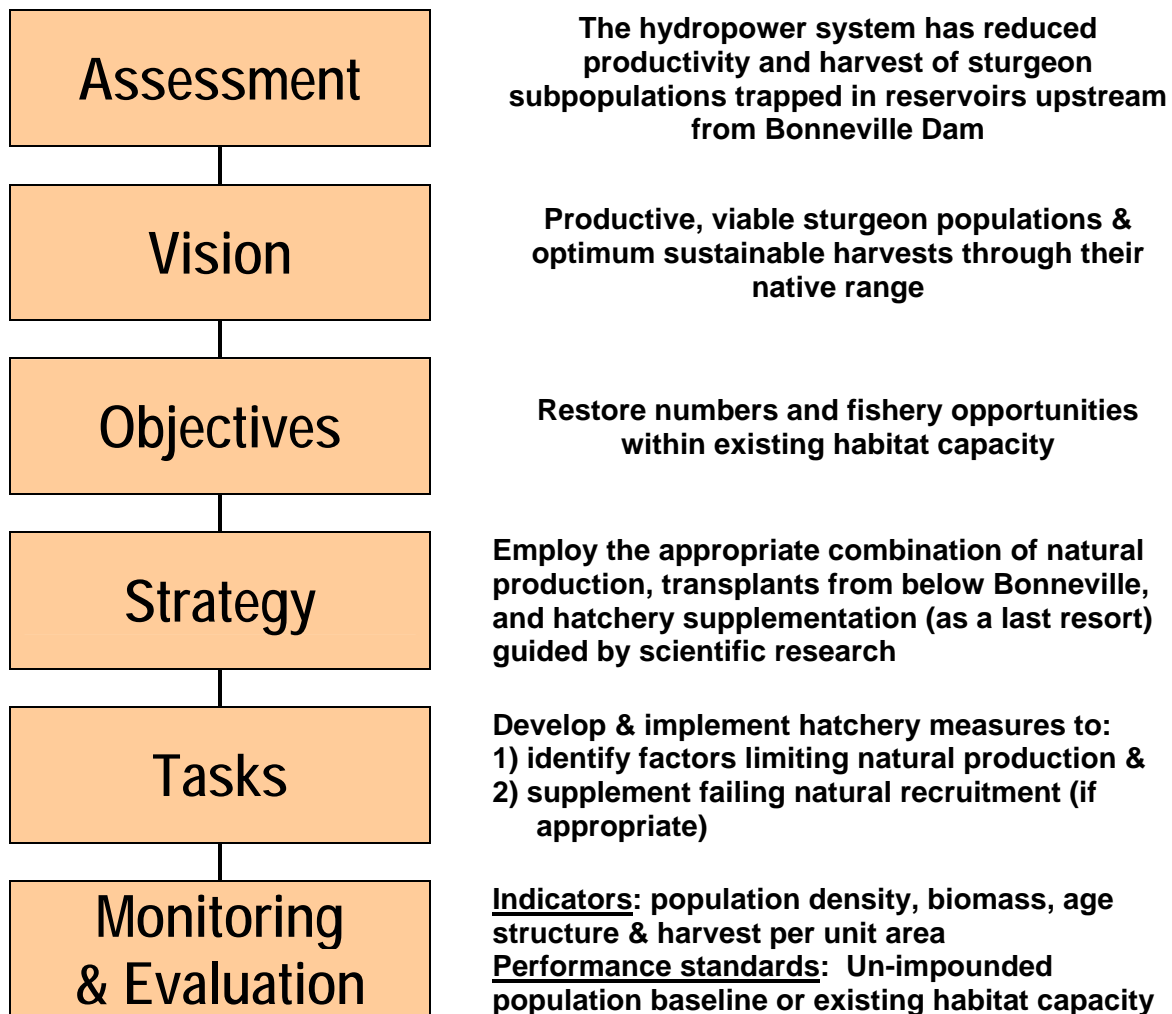 Assessment
The hydropower system has reduced
productivity and harvest of sturgeon
subpopulations trapped in reservoirs upstream
from Bonneville Dam
Vision
Productive, viable sturgeon populations &
optimum sustainable harvests through their
native range
Objectives
Restore numbers and fishery opportunities
within existing habitat capacity
Strategy
Employ the appropriate combination of natural
production, transplants from below Bonneville,
and hatchery supplementation (as a last resort)
guided by scientific research
Tasks
Develop & implement hatchery measures to:
1) identify factors limiting natural production &
2) supplement failing natural recruitment (if
appropriate)
Monitoring
& Evaluation
Indicators: population density, biomass, age
structure & harvest per unit area
Performance standards: Un-impounded
population baseline or existing habitat capacity